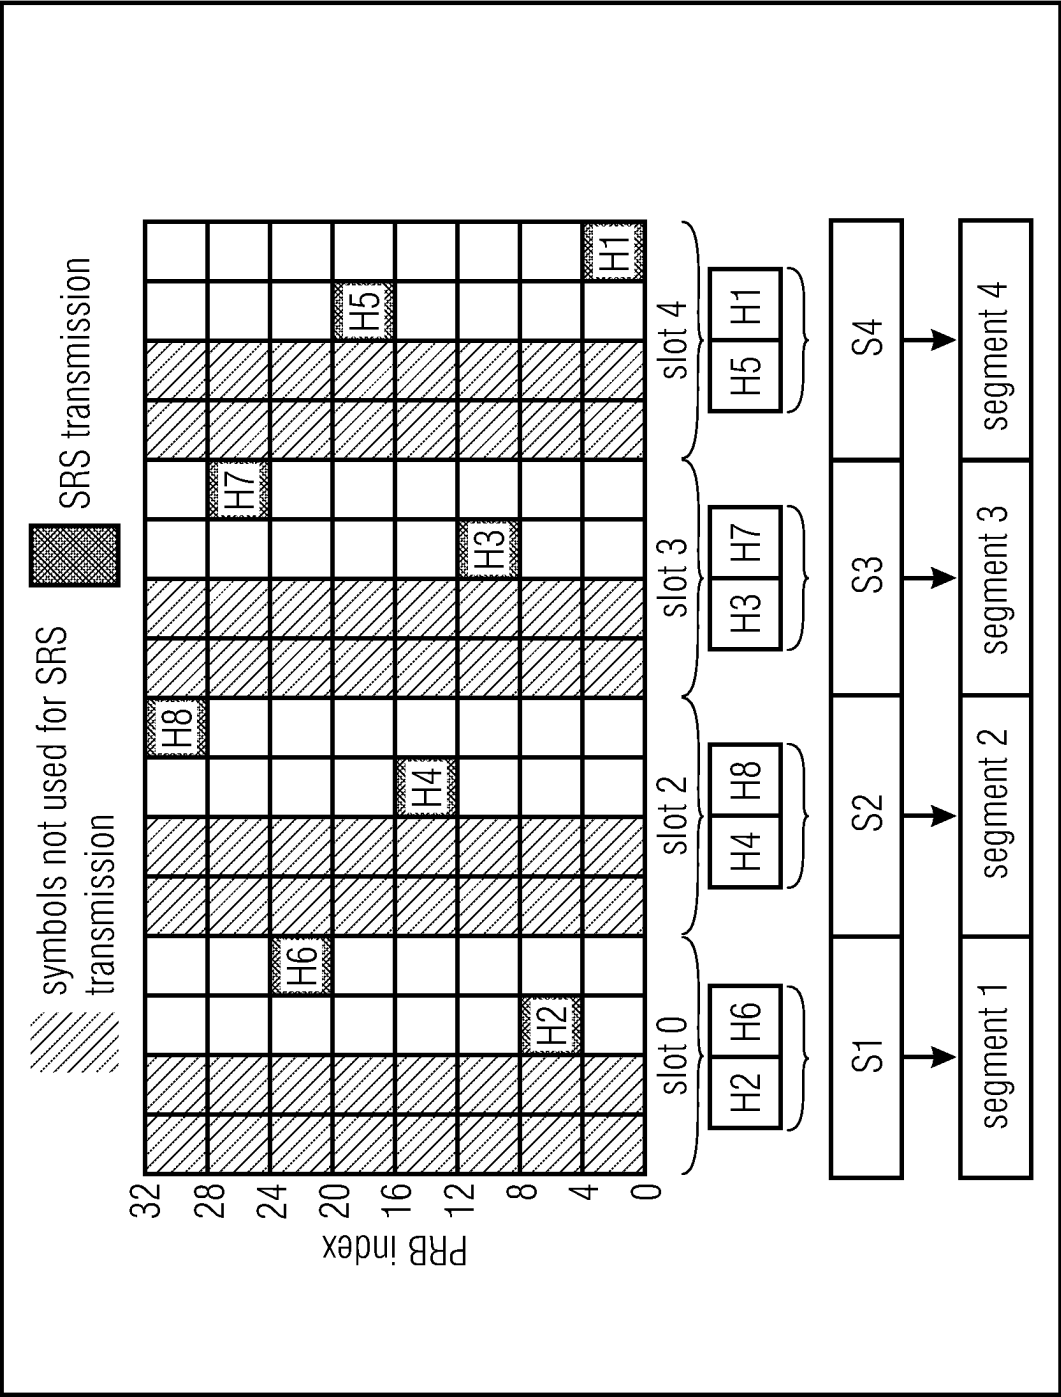 symbols not used for SRS
transmission
SRS transmission
PRB index
32
28
24
20
16
12
8
4
0
H8
H7
H6
H5
H4
H3
H2
H1
slot 0
slot 2
slot 3
slot 4
H2 H6
H4 H8
H3 H7
H5 H1
S1
S2
S3
S4
segment 1
segment 2
segment 3
segment 4